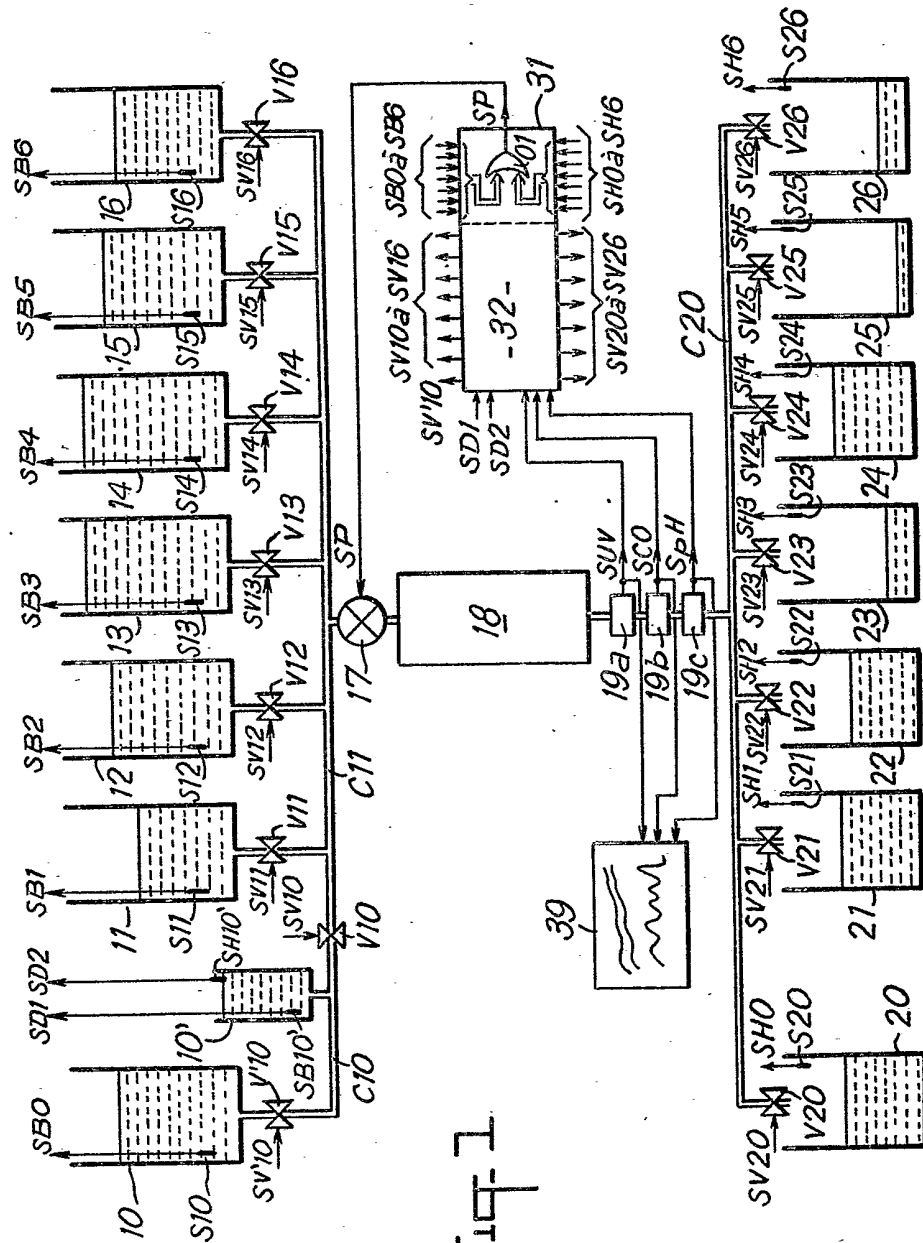 SB0
SD1
SD2
SB1
SB2
SB3
SB4
SB5
SB6
10
S10
10'
SH10'
SB10'
11
S11
12
S12
13
S13
14
S14
15
S15
16
S16
SV'10
V'10
C10
SV10
V10
SV11
V11
C11
SV12
V12
SV13
V13
SV14
V14
SV15
V15
SV16
V16
17
SP
18
SV'10
SV10 à SV16
SB0 à SB6
SD1
SD2
-32-
01
SP
31
SV20 à SV26
SH0 à SH6
19a
SUV
19b
SCO
19c
SpH
39
C20
SV20
V20
SH0
S20
20
SV21
V21
SH1
S21
21
SV22
V22
SH2
S22
22
SV23
V23
SH3
S23
23
SV24
V24
SH4
S24
24
SV25
V25
SH5
S25
25
SV26
V26
SH6
S26
26